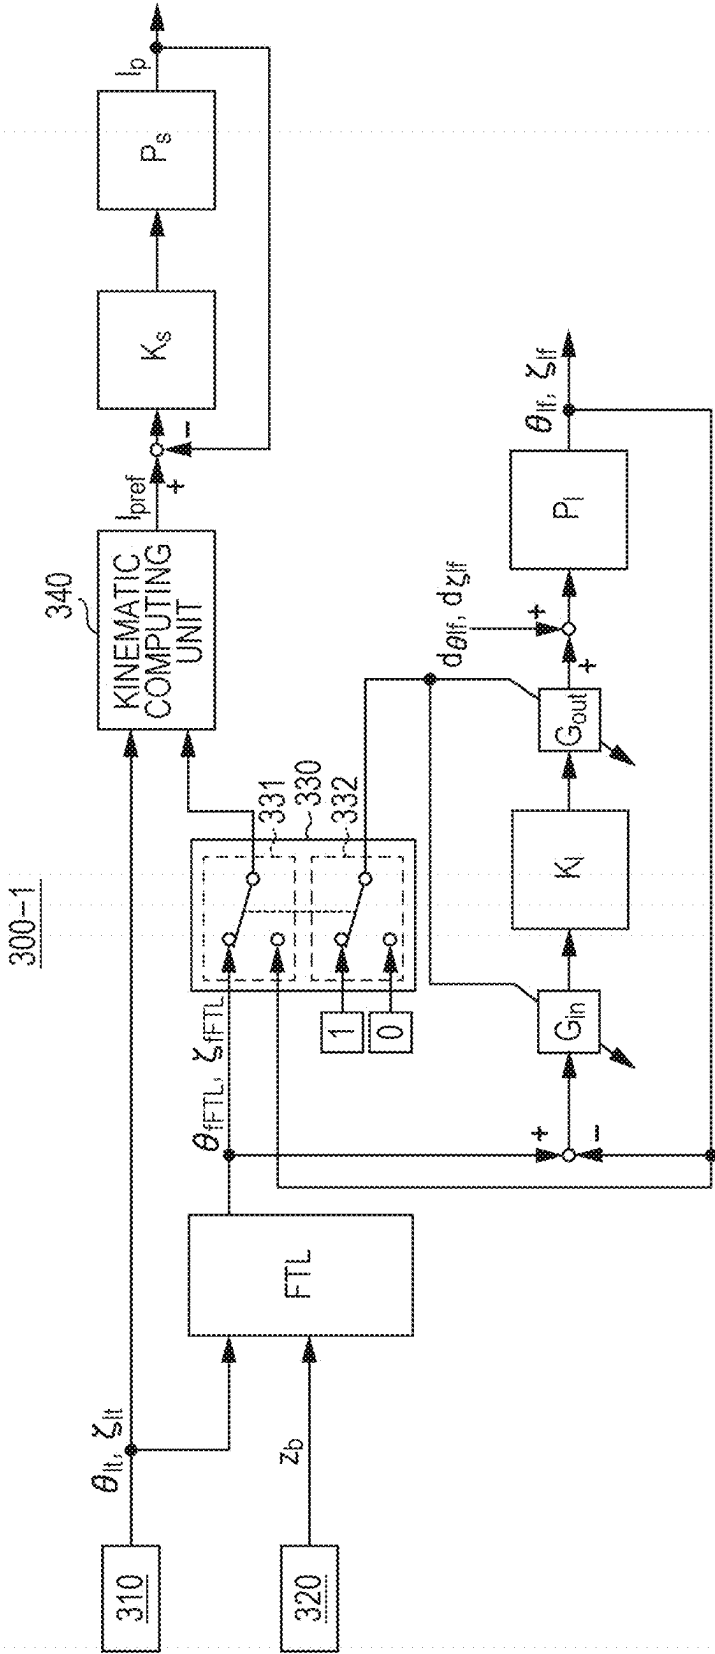 300-1
310
θlt, ζlt
320
zb
FTL
θfFTL, ζfFTL
1
0
330
331
332
340
KINEMATIC
COMPUTING
UNIT
lpref
+
−
Ks
Ps
lp
+
−
Gin
Kl
Gout
+
+
dθlf, dζlf
Pl
θlf, ζlf